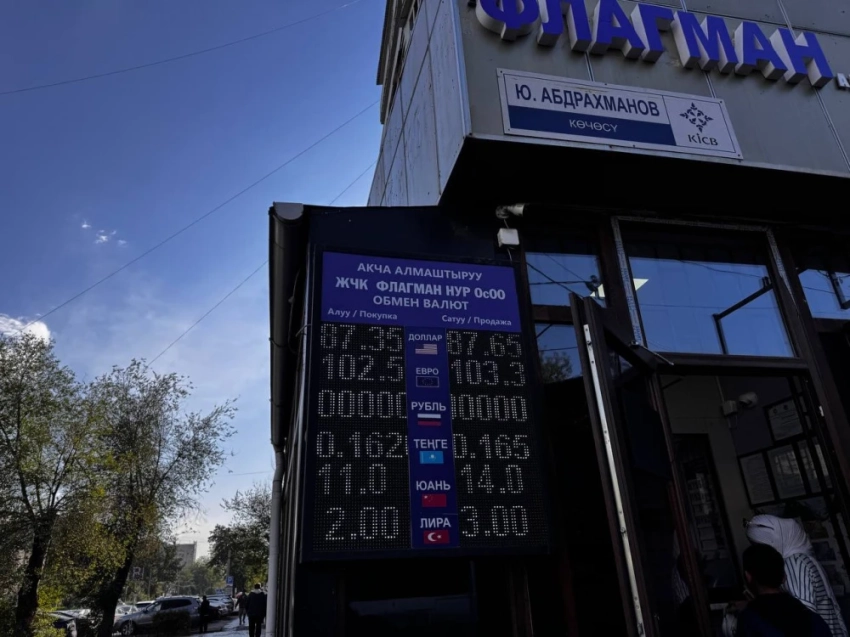 ФЛАГМАН
Ю. АБДРАХМАНОВ
КӨЧӨСҮ
KICB
АКЧА АЛМАШТЫРУУ
ЖЧК ФЛАГМАН НУР ОсОО
ОБМЕН ВАЛЮТ
Алуу / Покупка Сатуу / Продажа
87.35 ДОЛЛАР 87.65
102.5 ЕВРО 103.3
00000 РУБЛЬ 00000
0.162 ТЕҢГЕ 0.165
11.0 ЮАНЬ 14.0
2.00 ЛИРА 3.00